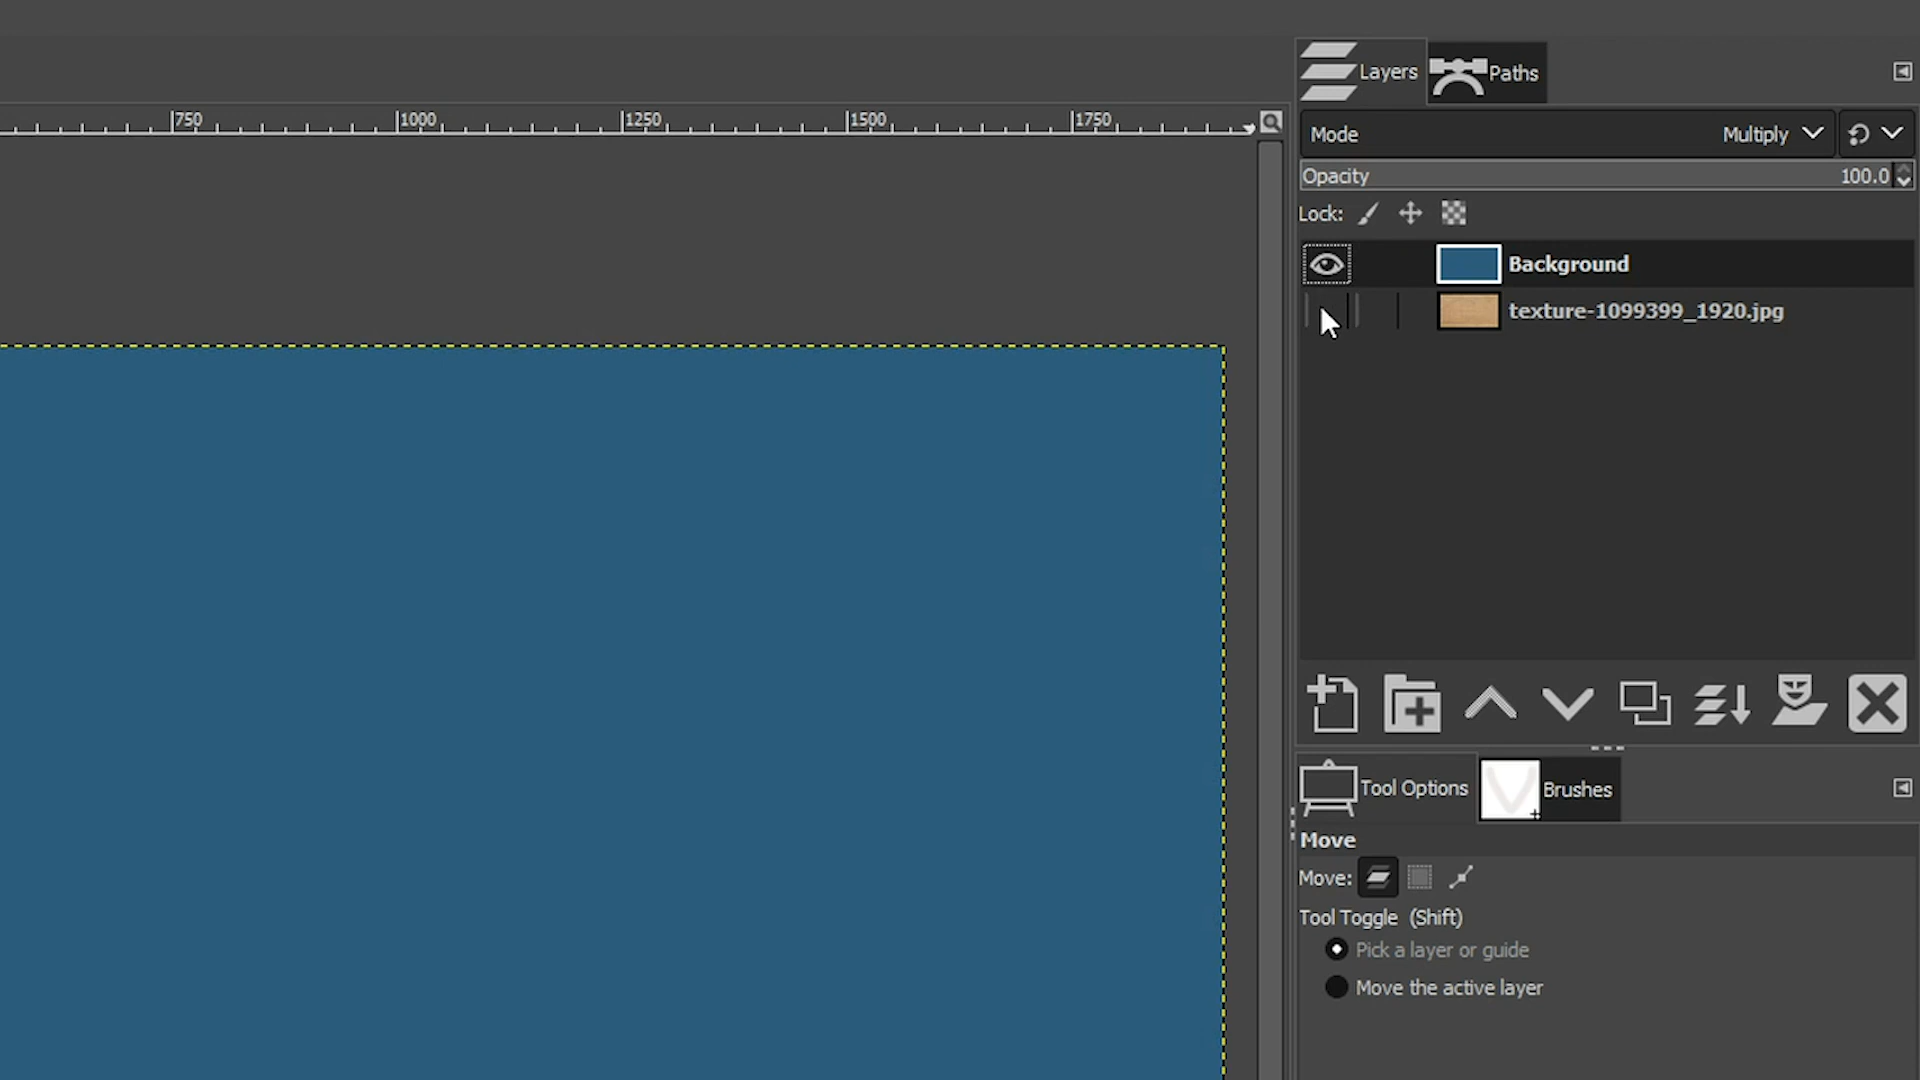 Layers Paths
750 1000 1250 1500 1750
Mode Multiply
Opacity 100.0
Lock:
Background
texture-1099399_1920.jpg
Tool Options Brushes
Move
Move:
Tool Toggle (Shift)
Pick a layer or guide
Move the active layer